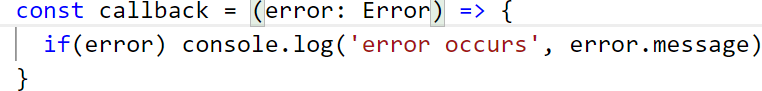 const callback = (error: Error) => {
  if(error) console.log('error occurs', error.message)
}